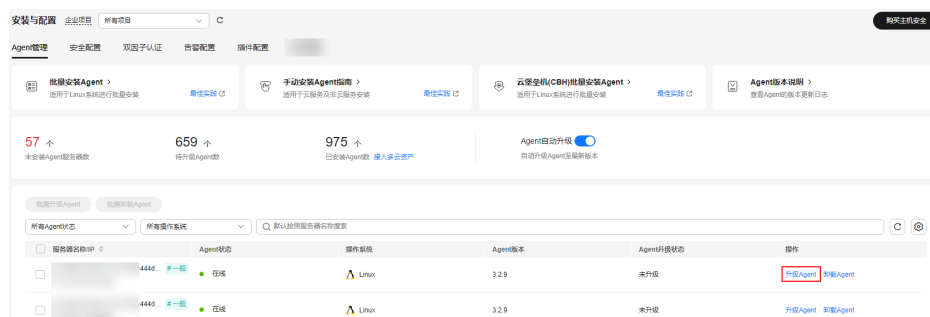 安装与配置 企业项目 所有项目
购买主机安全
Agent管理 安全配置 双因子认证 告警配置 插件配置
批量安装Agent > 手动安装Agent指南 > 云堡垒机(CBH)批量安装Agent > Agent版本说明 >
适用于Linux系统进行批量安装 最佳实践 适用于云服务及非云服务安装 最佳实践 适用于Linux系统进行批量安装 最佳实践 查看Agent的版本更新日志
57 个 659 个 975 个 Agent自动升级
未安装Agent服务器数 待升级Agent数 已安装Agent数 接入多云资产 自动升级Agent至最新版本
批量升级Agent 批量卸载Agent
所有Agent状态 所有操作系统 默认按照服务器名称搜索
服务器名称/IP Agent状态 操作系统 Agent版本 Agent升级状态 操作
444d... #一般 在线 Linux 3.2.9 未升级 升级Agent 卸载Agent
444d... #一般 在线 Linux 3.2.9 未升级 升级Agent 卸载Agent